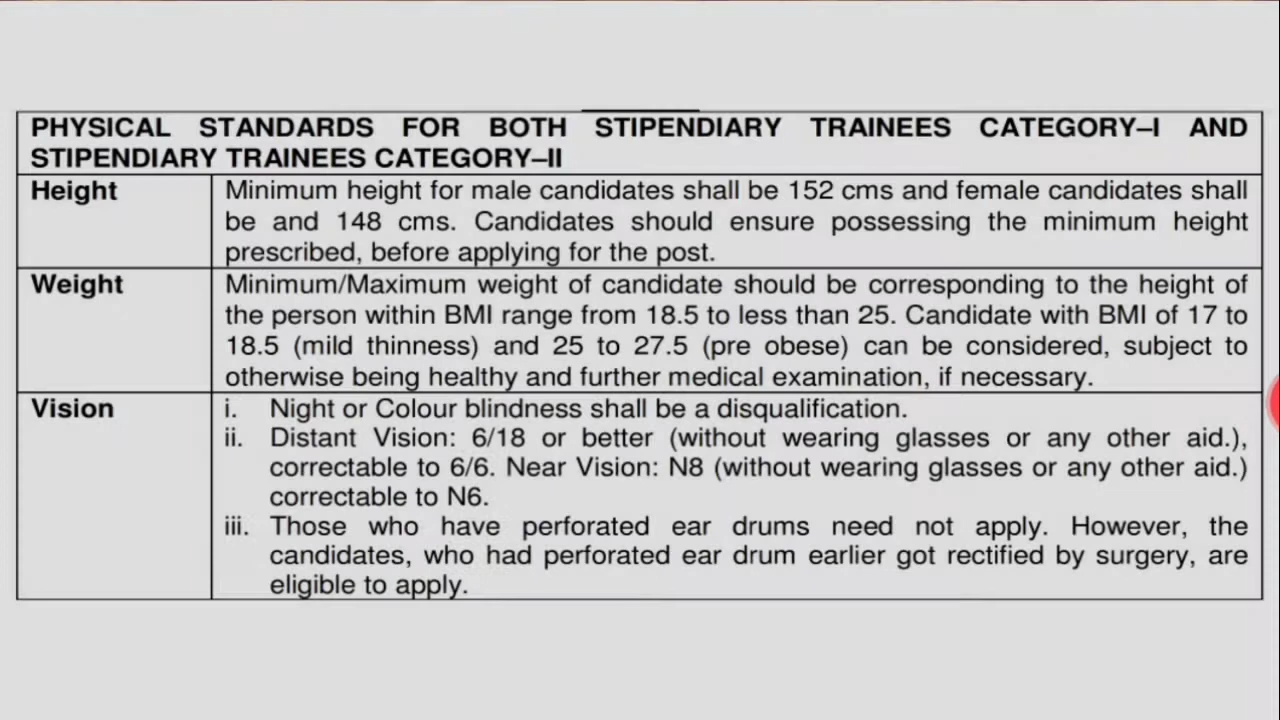 PHYSICAL STANDARDS FOR BOTH STIPENDIARY TRAINEES CATEGORY–I AND
STIPENDIARY TRAINEES CATEGORY–II
Height
Minimum height for male candidates shall be 152 cms and female candidates shall
be and 148 cms. Candidates should ensure possessing the minimum height
prescribed, before applying for the post.
Weight
Minimum/Maximum weight of candidate should be corresponding to the height of
the person within BMI range from 18.5 to less than 25. Candidate with BMI of 17 to
18.5 (mild thinness) and 25 to 27.5 (pre obese) can be considered, subject to
otherwise being healthy and further medical examination, if necessary.
Vision
i. Night or Colour blindness shall be a disqualification.
ii. Distant Vision: 6/18 or better (without wearing glasses or any other aid.),
correctable to 6/6. Near Vision: N8 (without wearing glasses or any other aid.)
correctable to N6.
iii. Those who have perforated ear drums need not apply. However, the
candidates, who had perforated ear drum earlier got rectified by surgery, are
eligible to apply.